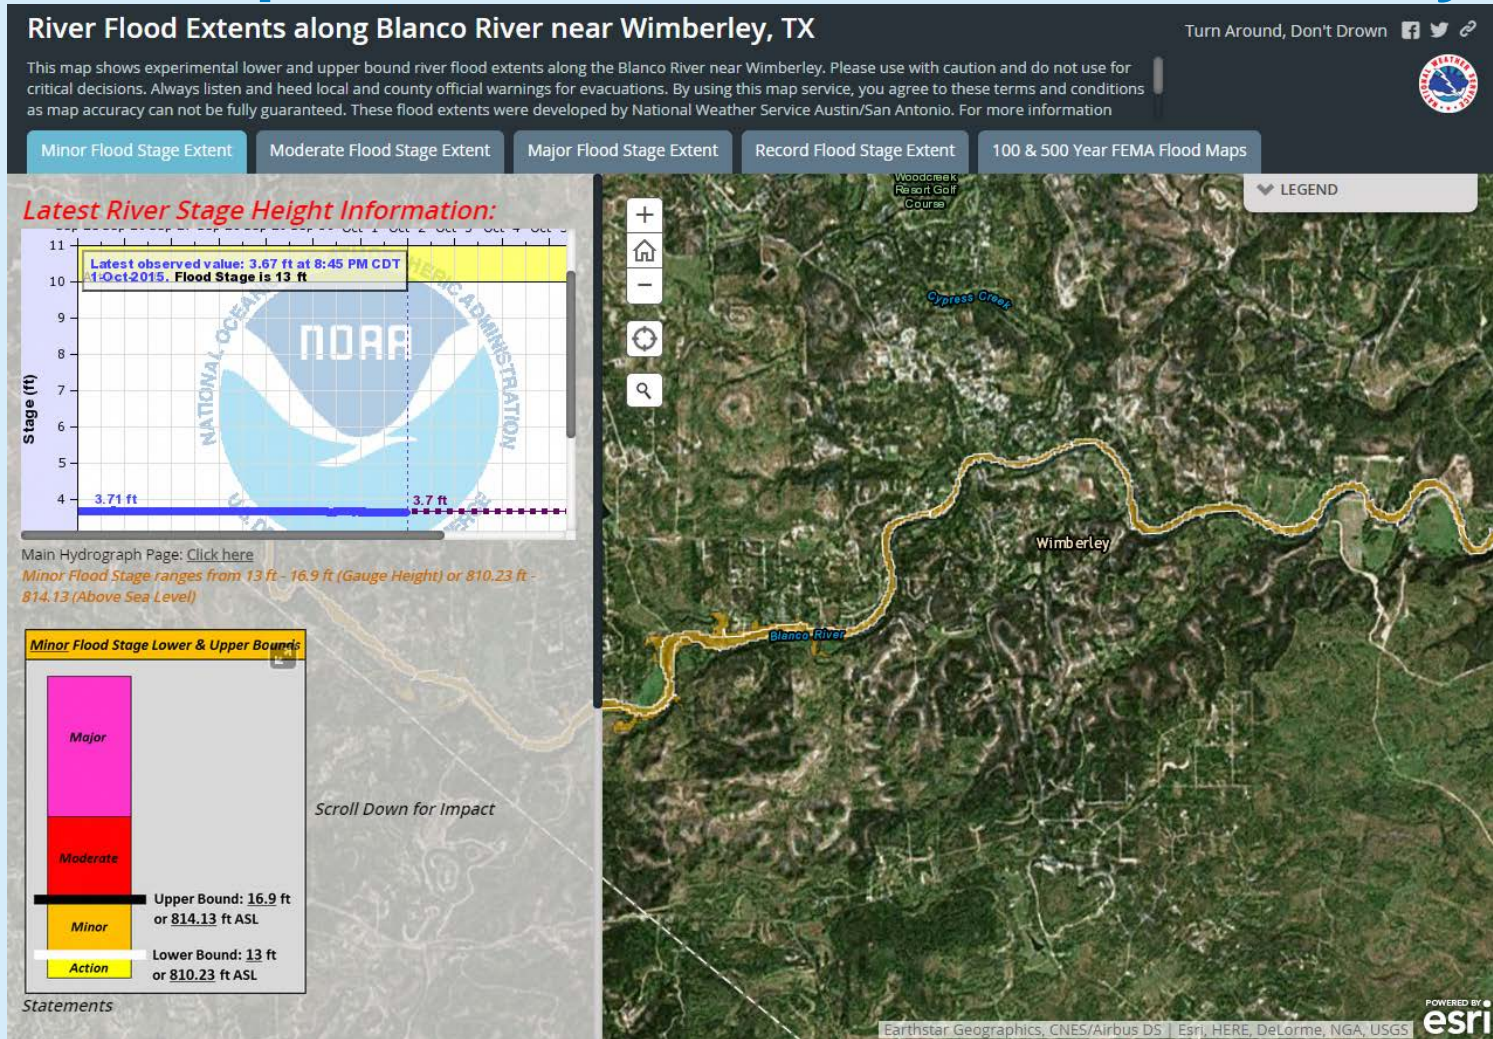 River Flood Extents along Blanco River near Wimberley, TX
Turn Around, Don't Drown
This map shows experimental lower and upper bound river flood extents along the Blanco River near Wimberley. Please use with caution and do not use for
critical decisions. Always listen and heed local and county official warnings for evacuations. By using this map service, you agree to these terms and conditions
as map accuracy can not be fully guaranteed. These flood extents were developed by National Weather Service Austin/San Antonio. For more information
NATIONAL WEATHER SERVICE
Minor Flood Stage Extent
Moderate Flood Stage Extent
Major Flood Stage Extent
Record Flood Stage Extent
100 & 500 Year FEMA Flood Maps
Latest River Stage Height Information:
11
10
9
8
7
6
5
4
Stage (ft)
Latest observed value: 3.67 ft at 8:45 PM CDT
1-Oct-2015. Flood Stage is 13 ft
NOAA
3.71 ft
3.7 ft
Main Hydrograph Page: Click here
Minor Flood Stage ranges from 13 ft - 16.9 ft (Gauge Height) or 810.23 ft -
814.13 (Above Sea Level)
Minor Flood Stage Lower & Upper Bounds
Major
Moderate
Minor
Action
Upper Bound: 16.9 ft
or 814.13 ft ASL
Lower Bound: 13 ft
or 810.23 ft ASL
Scroll Down for Impact
Statements
LEGEND
Woodcreek
Resort Golf
Course
Cypress Creek
Wimberley
Blanco River
Earthstar Geographics, CNES/Airbus DS | Esri, HERE, DeLorme, NGA, USGS
POWERED BY
esri